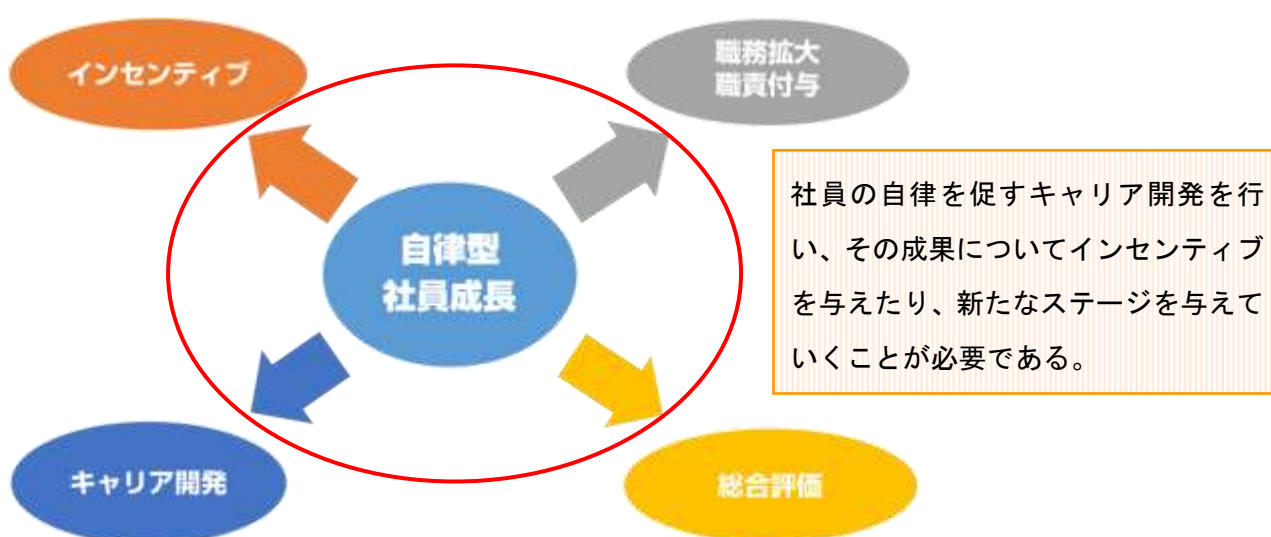 インセンティブ
職務拡大
職責付与
社員の自律を促すキャリア開発を行
い、その成果についてインセンティブ
を与えたり、新たなステージを与えて
いくことが必要である。
自律型
社員成長
キャリア開発
総合評価